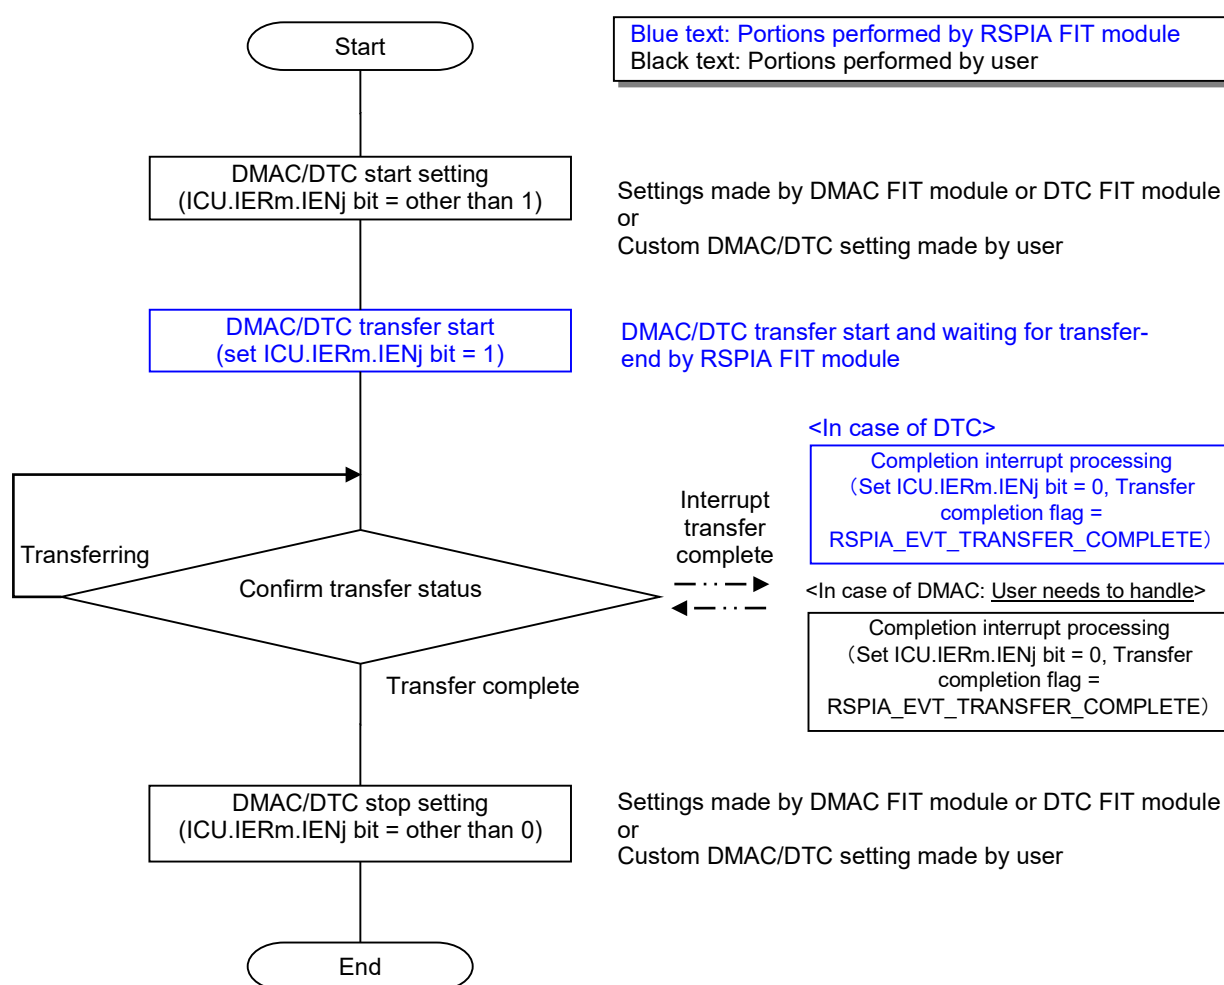 Start
Blue text: Portions performed by RSPIA FIT module
Black text: Portions performed by user
DMAC/DTC start setting
(ICU.IERm.IENj bit = other than 1)
Settings made by DMAC FIT module or DTC FIT module
or
Custom DMAC/DTC setting made by user
DMAC/DTC transfer start
(set ICU.IERm.IENj bit = 1)
DMAC/DTC transfer start and waiting for transfer-
end by RSPIA FIT module
<In case of DTC>
Completion interrupt processing
（Set ICU.IERm.IENj bit = 0, Transfer
completion flag =
RSPIA_EVT_TRANSFER_COMPLETE）
Interrupt
transfer
complete
Transferring
Confirm transfer status
<In case of DMAC: User needs to handle>
Completion interrupt processing
（Set ICU.IERm.IENj bit = 0, Transfer
completion flag =
RSPIA_EVT_TRANSFER_COMPLETE）
Transfer complete
DMAC/DTC stop setting
(ICU.IERm.IENj bit = other than 0)
Settings made by DMAC FIT module or DTC FIT module
or
Custom DMAC/DTC setting made by user
End